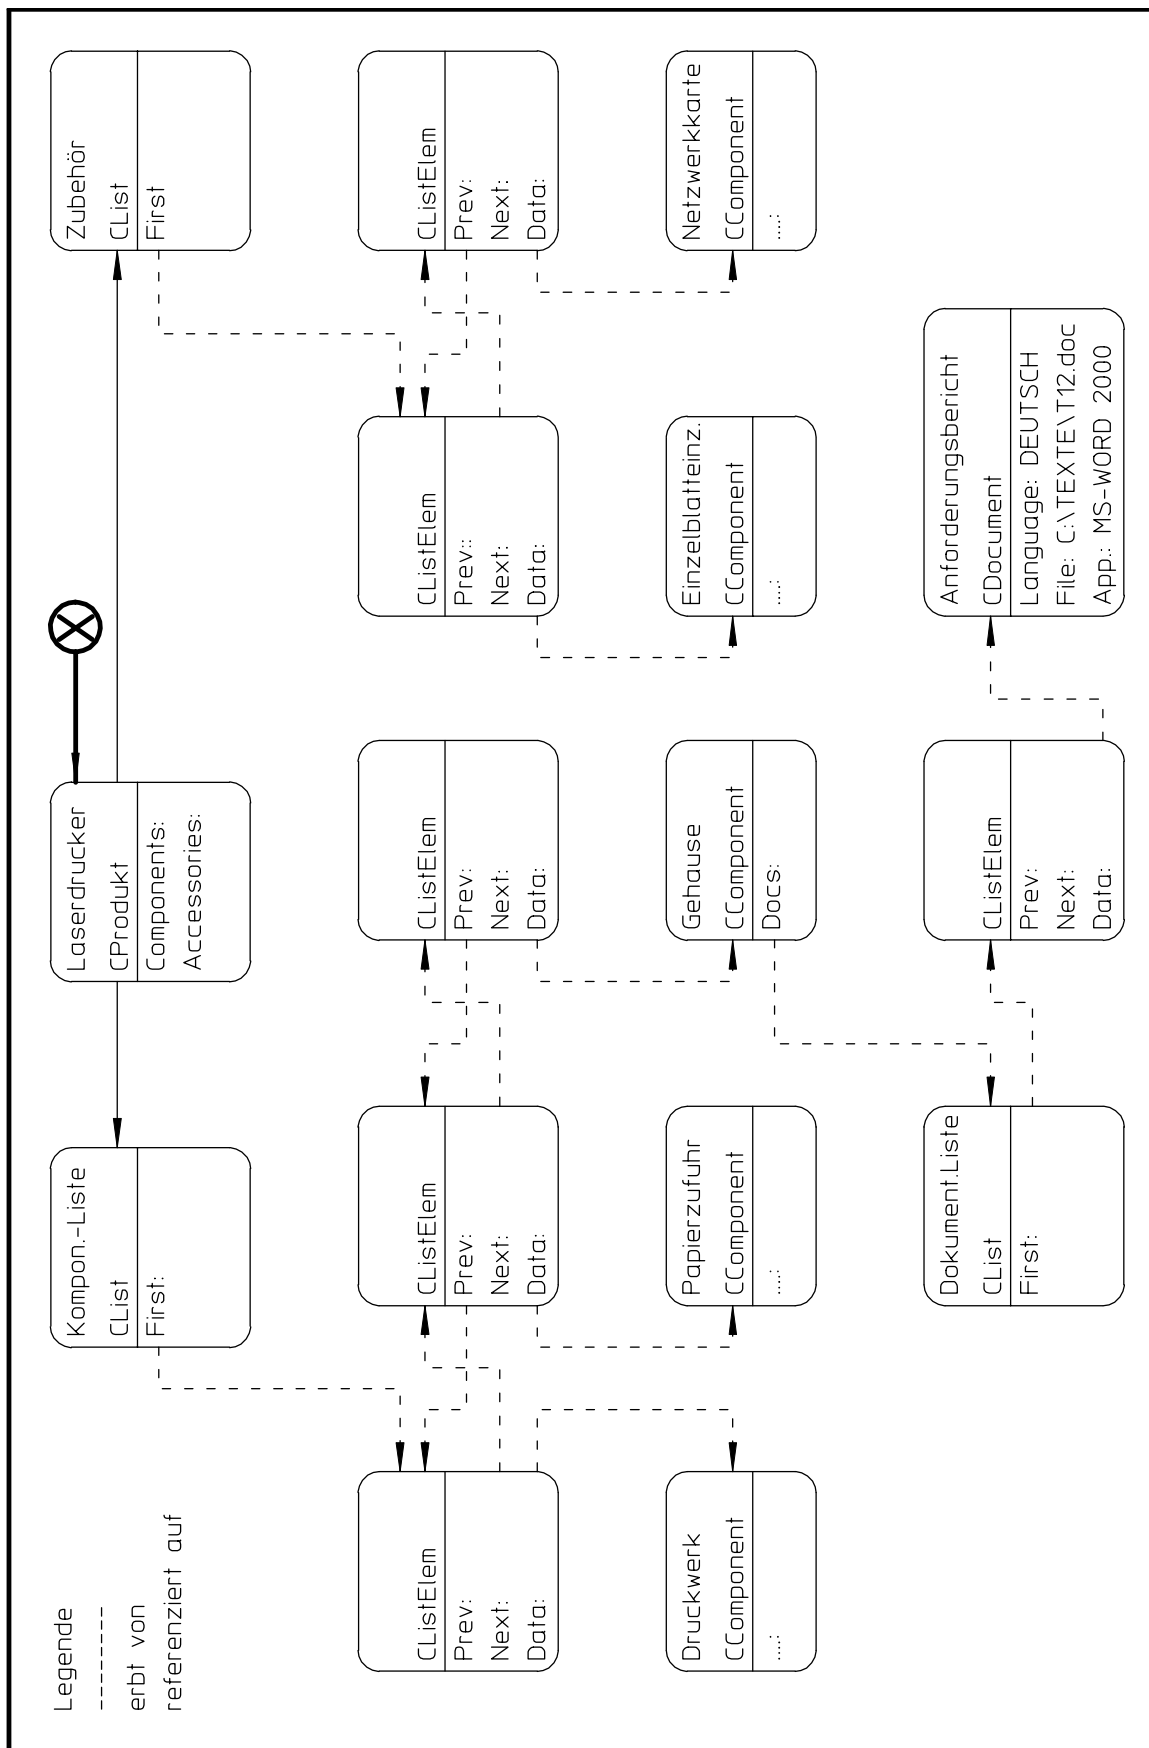 Legende
-------
erbt von
referenziert auf
Kompon.-Liste
CList
First:
Laserdrucker
CProdukt
Components:
Accessories:
Zubehör
CList
First
CListElem
Prev:
Next:
Data:
CListElem
Prev:
Next:
Data:
CListElem
Prev:
Next:
Data:
CListElem
Prev::
Next:
Data:
CListElem
Prev:
Next:
Data:
Druckwerk
CComponent
....:
Papierzufuhr
CComponent
....:
Gehause
CComponent
Docs:
Einzelblatteinz.
CComponent
....:
Netzwerkkarte
CComponent
....:
Dokument.Liste
CList
First:
CListElem
Prev:
Next:
Data:
Anforderungsbericht
CDocument
Language: DEUTSCH
File: C:\TEXTE\T12.doc
App.: MS-WORD 2000